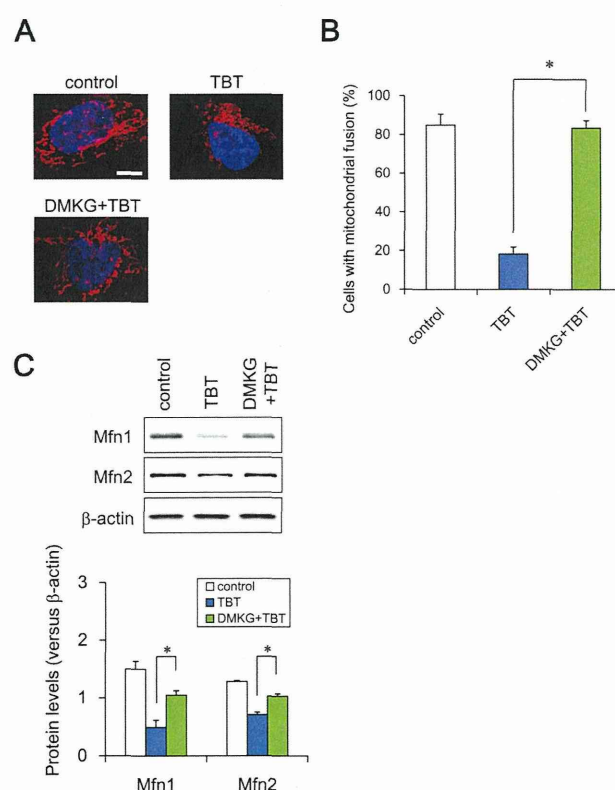 A
control
TBT
DMKG+TBT
B
*
Cells with mitochondrial fusion (%)
100
80
60
40
20
0
control
TBT
DMKG+TBT
C
control
TBT
DMKG
+TBT
Mfn1
Mfn2
β-actin
Protein levels (versus β-actin)
3
2
1
0
control
TBT
DMKG+TBT
*
*
Mfn1
Mfn2